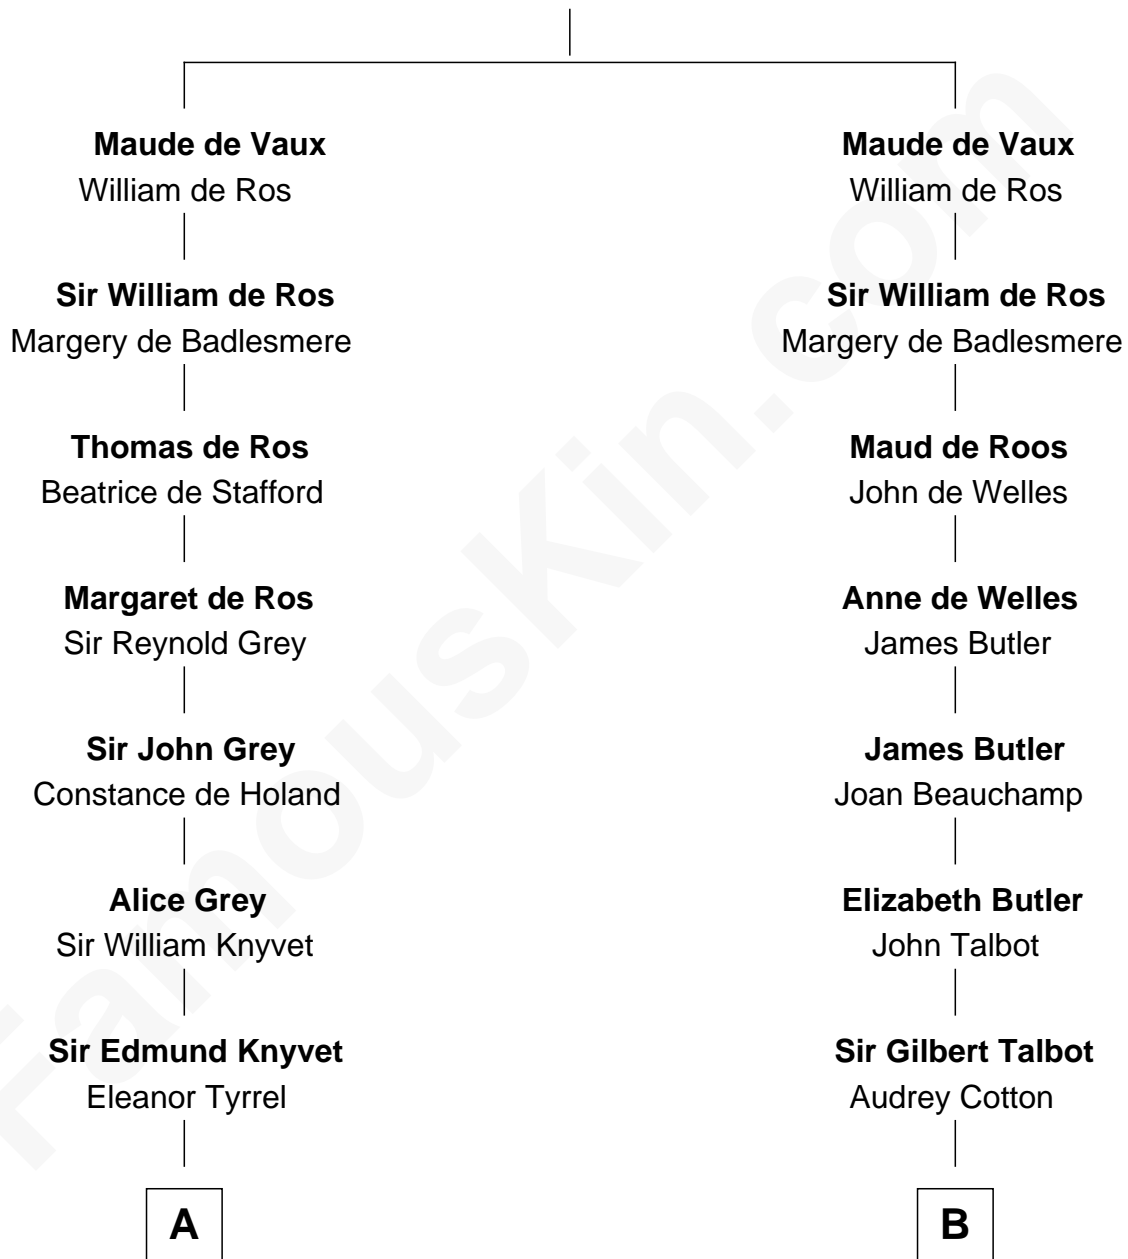 Maude de Vaux
William de Ros
Sir William de Ros
Margery de Badlesmere
Thomas de Ros
Beatrice de Stafford
Margaret de Ros
Sir Reynold Grey
Sir John Grey
Constance de Holand
Alice Grey
Sir William Knyvet
Sir Edmund Knyvet
Eleanor Tyrrel
A
Maude de Vaux
William de Ros
Sir William de Ros
Margery de Badlesmere
Maud de Roos
John de Welles
Anne de Welles
James Butler
James Butler
Joan Beauchamp
Elizabeth Butler
John Talbot
Sir Gilbert Talbot
Audrey Cotton
B
FamousKin.com